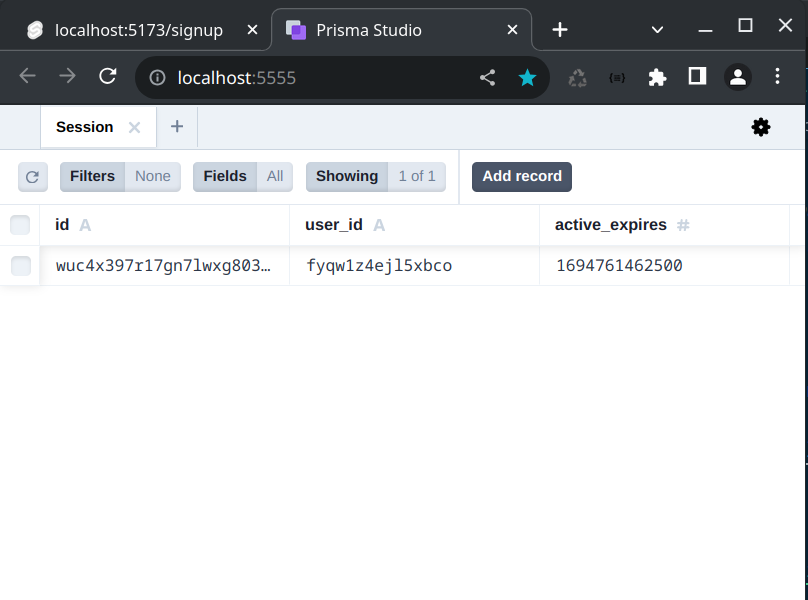 localhost:5173/signup Prisma Studio
localhost:5555
Session
Filters None Fields All Showing 1 of 1 Add record
id A user_id A active_expires #
wuc4x397r17gn7lwxg803… fyqw1z4ejl5xbco 1694761462500